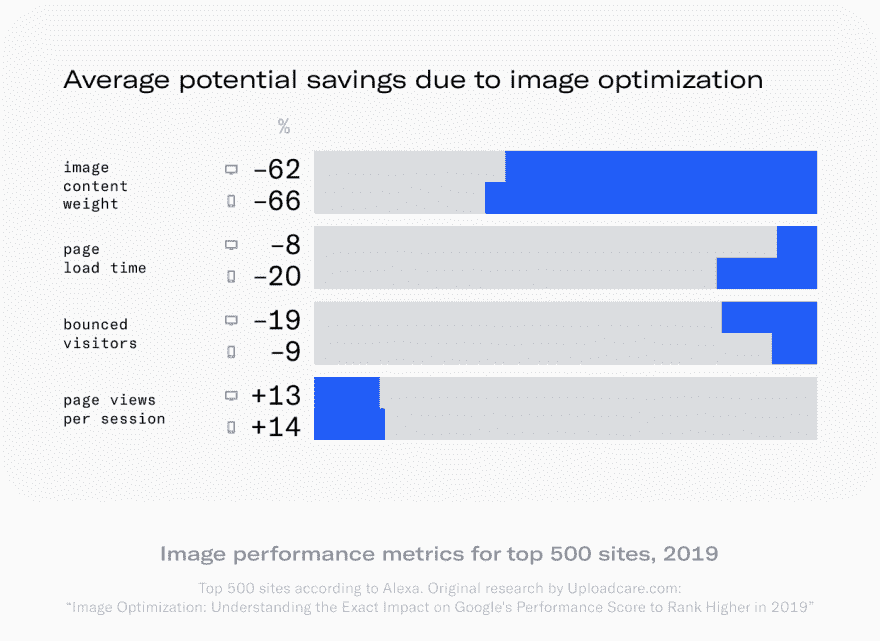 Average potential savings due to image optimization
%
image
content
weight
–62
–66
page
load time
–8
–20
bounced
visitors
–19
–9
page views
per session
+13
+14
Image performance metrics for top 500 sites, 2019
Top 500 sites according to Alexa. Original research by Uploadcare.com:
“Image Optimization: Understanding the Exact Impact on Google's Performance Score to Rank Higher in 2019”